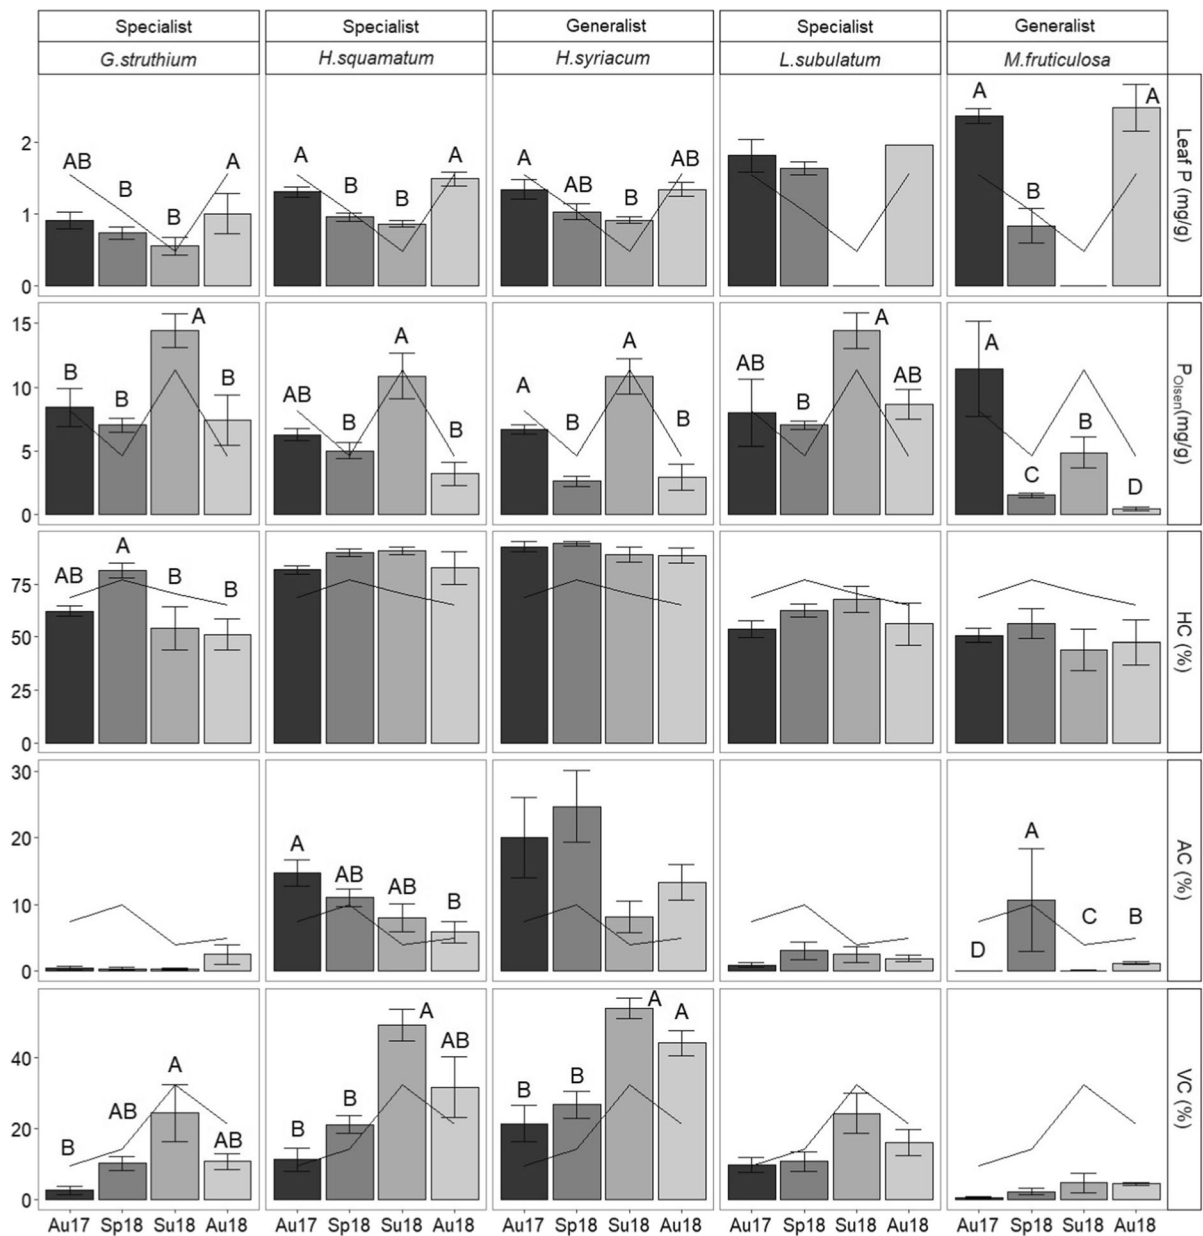 Specialist Specialist Generalist Specialist Generalist
G.struthium H.squamatum H.syriacum L.subulatum M.fruticulosa
AB B B A
A B B A
A AB B AB
A B A
2
1
0
Leaf P (mg/g)
B B A B
AB B A B
A B A B
AB B A AB
A C B D
15
10
5
0
P Olsen (mg/g)
AB A B B
75
50
25
0
HC (%)
A AB AB B
D A C B
30
20
10
0
AC (%)
B AB A AB
B B A AB
B B A A
40
20
0
VC (%)
Au17 Sp18 Su18 Au18 Au17 Sp18 Su18 Au18 Au17 Sp18 Su18 Au18 Au17 Sp18 Su18 Au18 Au17 Sp18 Su18 Au18